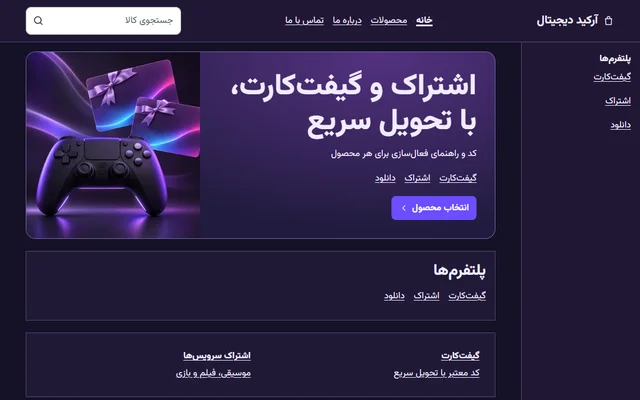 آرکید دیجیتال
خانه محصولات درباره ما تماس با ما
جستجوی کالا
پلتفرم‌ها
گیفت‌کارت
اشتراک
دانلود
اشتراک و گیفت‌کارت،
با تحویل سریع
کد و راهنمای فعال‌سازی برای هر محصول
گیفت‌کارت اشتراک دانلود
انتخاب محصول
پلتفرم‌ها
گیفت‌کارت اشتراک دانلود
گیفت‌کارت
کد معتبر با تحویل سریع
اشتراک سرویس‌ها
موسیقی، فیلم و بازی